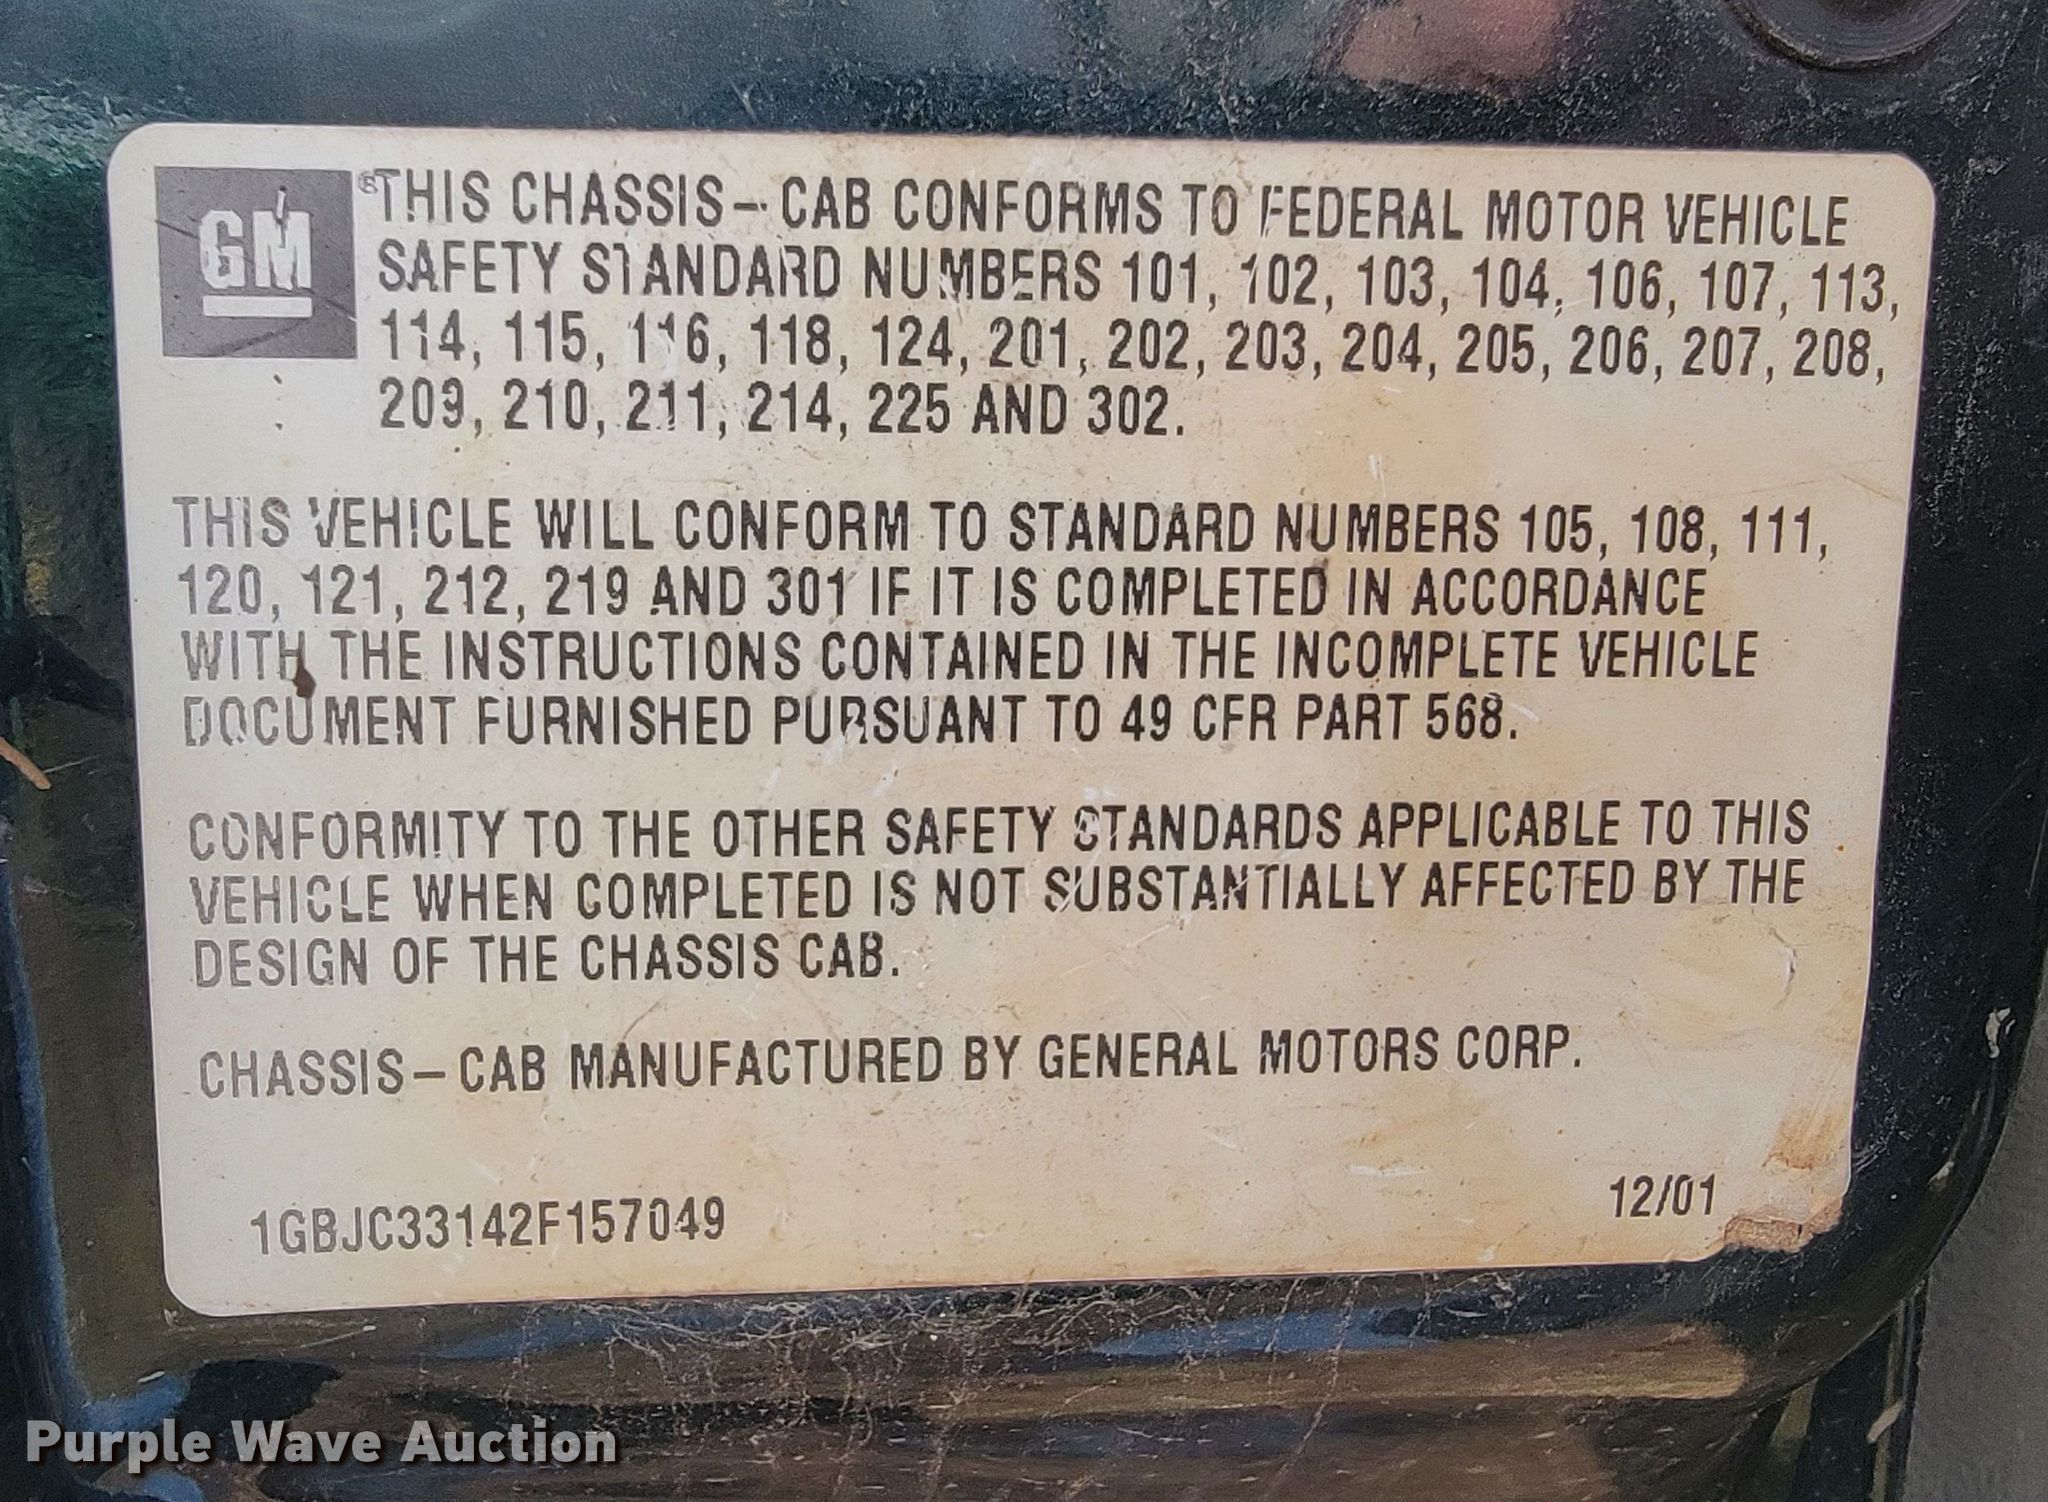 GM
®THIS CHASSIS-CAB CONFORMS TO FEDERAL MOTOR VEHICLE
SAFETY STANDARD NUMBERS 101, 102, 103, 104, 106, 107, 113,
114, 115, 116, 118, 124, 201, 202, 203, 204, 205, 206, 207, 208,
209, 210, 211, 214, 225 AND 302.
THIS VEHICLE WILL CONFORM TO STANDARD NUMBERS 105, 108, 111,
120, 121, 212, 219 AND 301 IF IT IS COMPLETED IN ACCORDANCE
WITH THE INSTRUCTIONS CONTAINED IN THE INCOMPLETE VEHICLE
DOCUMENT FURNISHED PURSUANT TO 49 CFR PART 568.
CONFORMITY TO THE OTHER SAFETY STANDARDS APPLICABLE TO THIS
VEHICLE WHEN COMPLETED IS NOT SUBSTANTIALLY AFFECTED BY THE
DESIGN OF THE CHASSIS CAB.
CHASSIS-CAB MANUFACTURED BY GENERAL MOTORS CORP.
1GBJC33142F157049
12/01
Purple Wave Auction